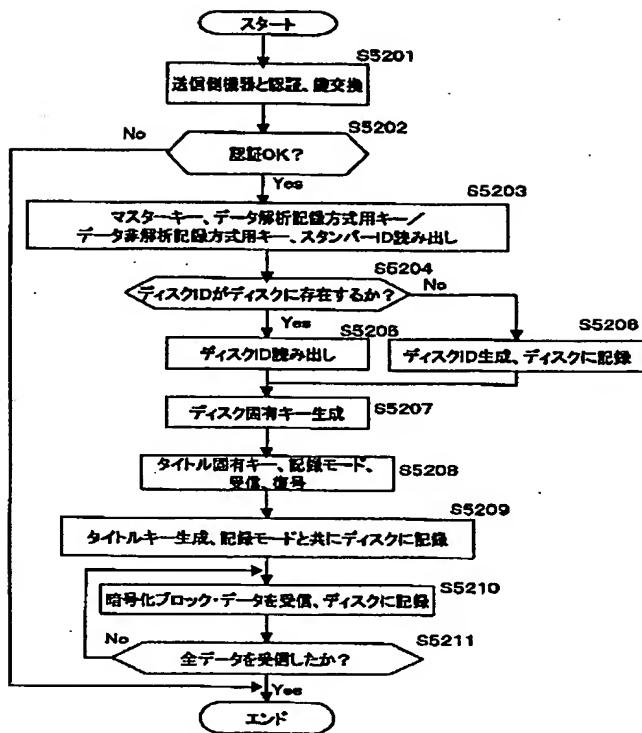 スタート
S5201
送信側機器と認証、鍵交換
S5202
No
認証OK?
Yes
S5203
マスターキー、データ解析記録方式用キー/
データ非解析記録方式用キー、スタンパーID読み出し
S5204
ディスクIDがディスクに存在するか?
No
Yes
S5206
S5206
ディスクID読み出し
ディスクID生成、ディスクに記録
ディスク固有キー生成
S5207
タイトル固有キー、記録モード、
受信、復号
S5208
S5209
タイトルキー生成、記録モードと共にディスクに記録
S5210
暗号化ブロック・データを受信、ディスクに記録
No
S5211
全データを受信したか?
Yes
エンド